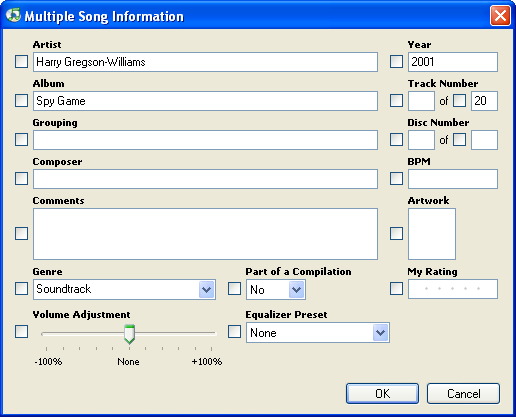 Multiple Song Information
Artist Year
Harry Gregson-Williams 2001
Album Track Number
Spy Game of 20
Grouping Disc Number
of
Composer BPM
Comments Artwork
Genre Part of a Compilation My Rating
Soundtrack No
Volume Adjustment Equalizer Preset
None
-100% None +100%
OK Cancel